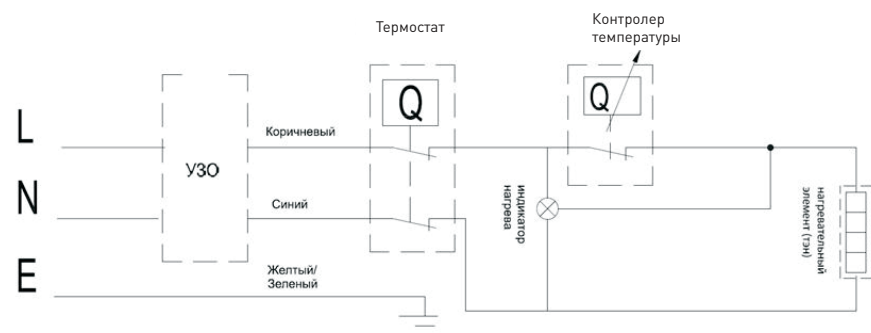 Термостат
Контролер
температуры
Q
Q
L
Коричневый
УЗО
N
Синий
индикатор
нагрева
нагревательный
элемент (тэн)
E
Желтый/
Зеленый